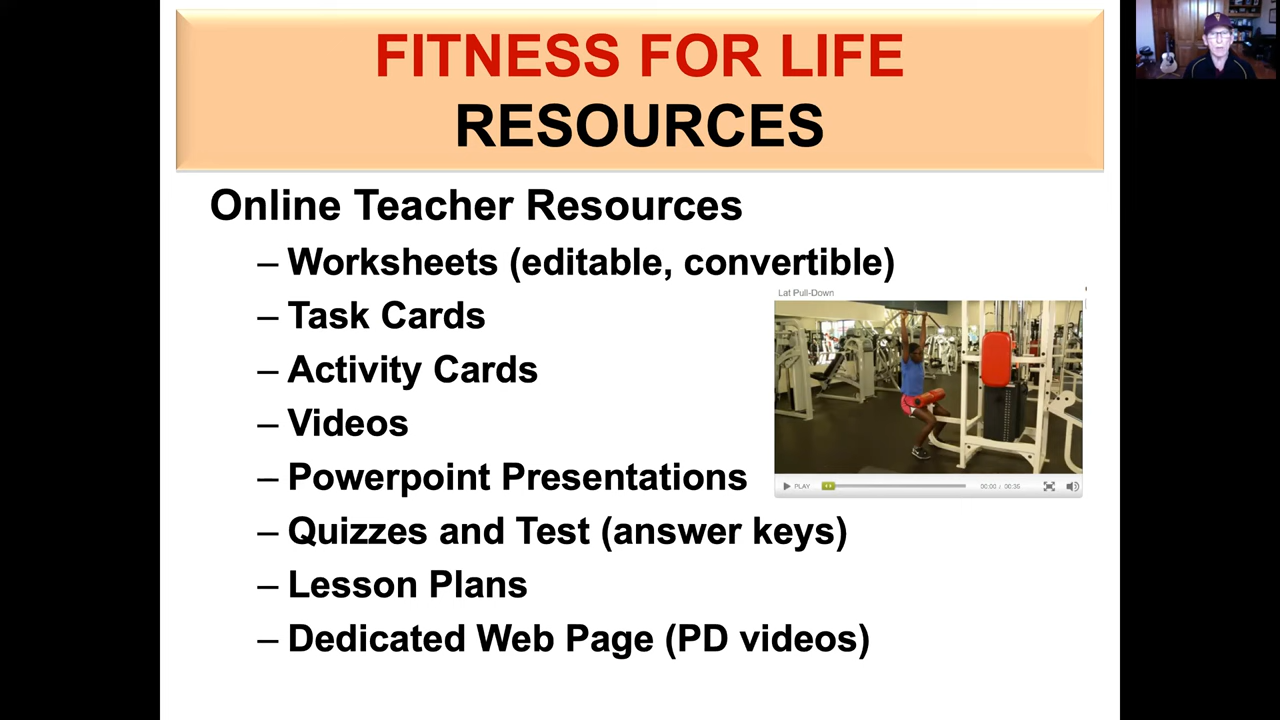 FITNESS FOR LIFE
RESOURCES
Online Teacher Resources
– Worksheets (editable, convertible)
– Task Cards
– Activity Cards
– Videos
– Powerpoint Presentations
– Quizzes and Test (answer keys)
– Lesson Plans
– Dedicated Web Page (PD videos)
Lat Pull-Down
PLAY
00:00 / 00:36